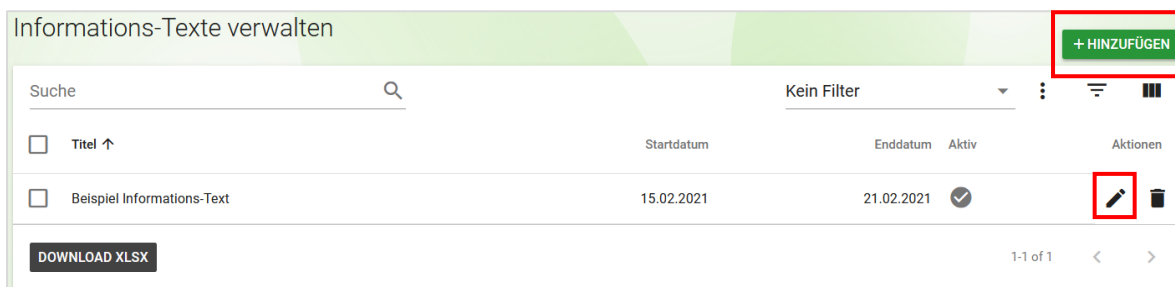 Informations-Texte verwalten
+ HINZUFÜGEN
Suche
Kein Filter
Titel ↑ Startdatum Enddatum Aktiv Aktionen
Beispiel Informations-Text 15.02.2021 21.02.2021
DOWNLOAD XLSX 1-1 of 1